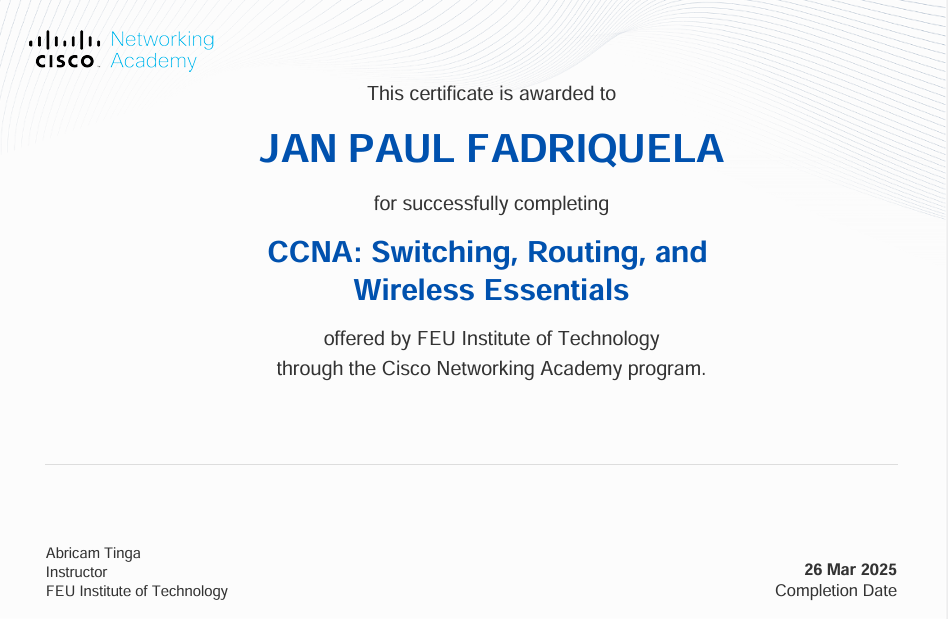 CISCO
Networking
Academy
This certificate is awarded to
JAN PAUL FADRIQUELA
for successfully completing
CCNA: Switching, Routing, and
Wireless Essentials
offered by FEU Institute of Technology
through the Cisco Networking Academy program.
Abricam Tinga
Instructor
FEU Institute of Technology
26 Mar 2025
Completion Date